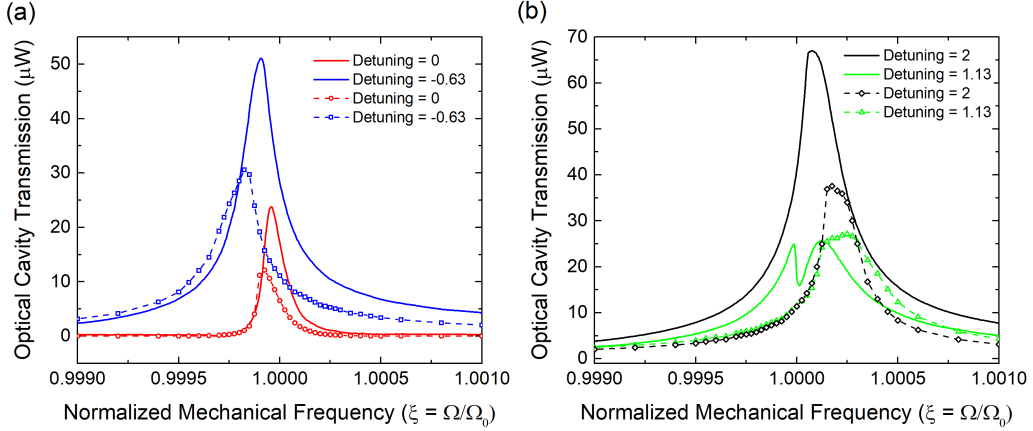 (a)
Optical Cavity Transmission (μW)
50
40
30
20
10
0
Detuning = 0
Detuning = -0.63
Detuning = 0
Detuning = -0.63
0.9990 0.9995 1.0000 1.0005 1.0010
Normalized Mechanical Frequency (ξ = Ω/Ω₀)
(b)
Optical Cavity Transmission (μW)
70
60
50
40
30
20
10
0
Detuning = 2
Detuning = 1.13
Detuning = 2
Detuning = 1.13
0.9990 0.9995 1.0000 1.0005 1.0010
Normalized Mechanical Frequency (ξ = Ω/Ω₀)